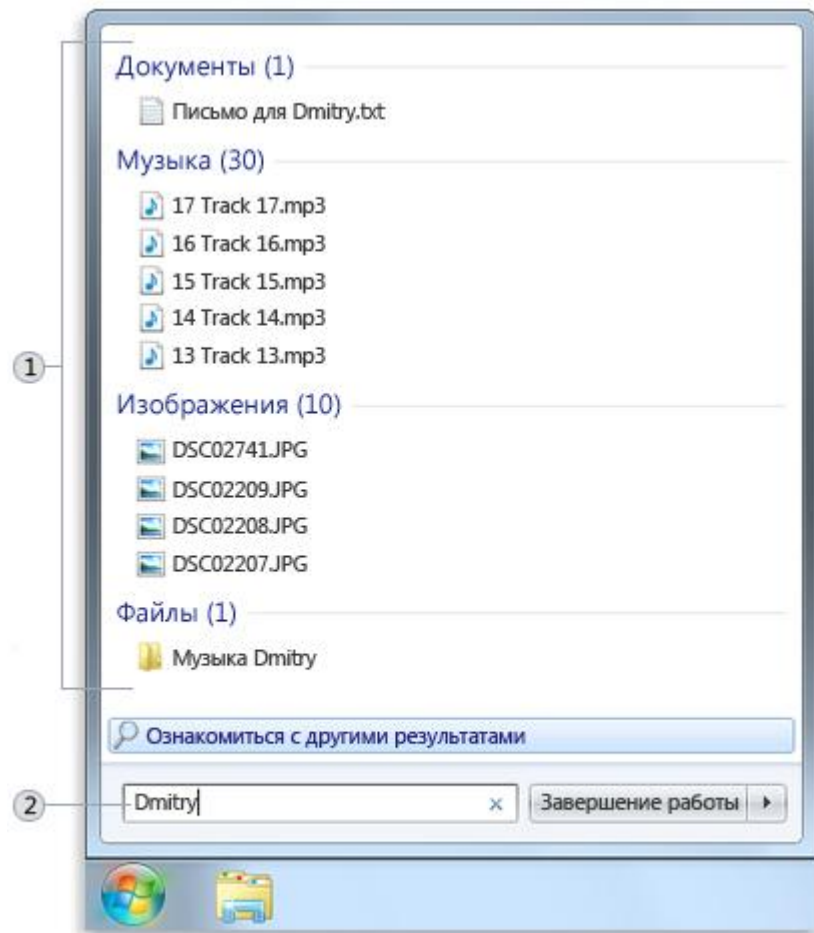 Документы (1)
Письмо для Dmitry.txt
Музыка (30)
17 Track 17.mp3
16 Track 16.mp3
15 Track 15.mp3
14 Track 14.mp3
13 Track 13.mp3
1
Изображения (10)
DSC02741.JPG
DSC02209.JPG
DSC02208.JPG
DSC02207.JPG
Файлы (1)
Музыка Dmitry
Ознакомиться с другими результатами
2
Dmitry
Завершение работы